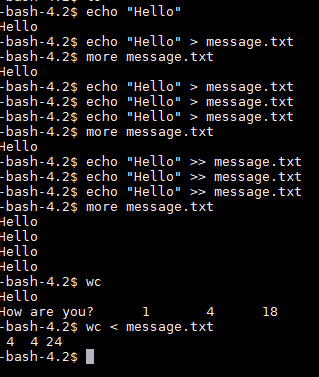 -bash-4.2$ echo "Hello"
Hello
-bash-4.2$ echo "Hello" > message.txt
-bash-4.2$ more message.txt
Hello
-bash-4.2$ echo "Hello" > message.txt
-bash-4.2$ echo "Hello" > message.txt
-bash-4.2$ echo "Hello" > message.txt
-bash-4.2$ more message.txt
Hello
-bash-4.2$ echo "Hello" >> message.txt
-bash-4.2$ echo "Hello" >> message.txt
-bash-4.2$ echo "Hello" >> message.txt
-bash-4.2$ more message.txt
Hello
Hello
Hello
Hello
-bash-4.2$ wc
Hello
How are you?      1       4      18
-bash-4.2$ wc < message.txt
 4  4 24
-bash-4.2$